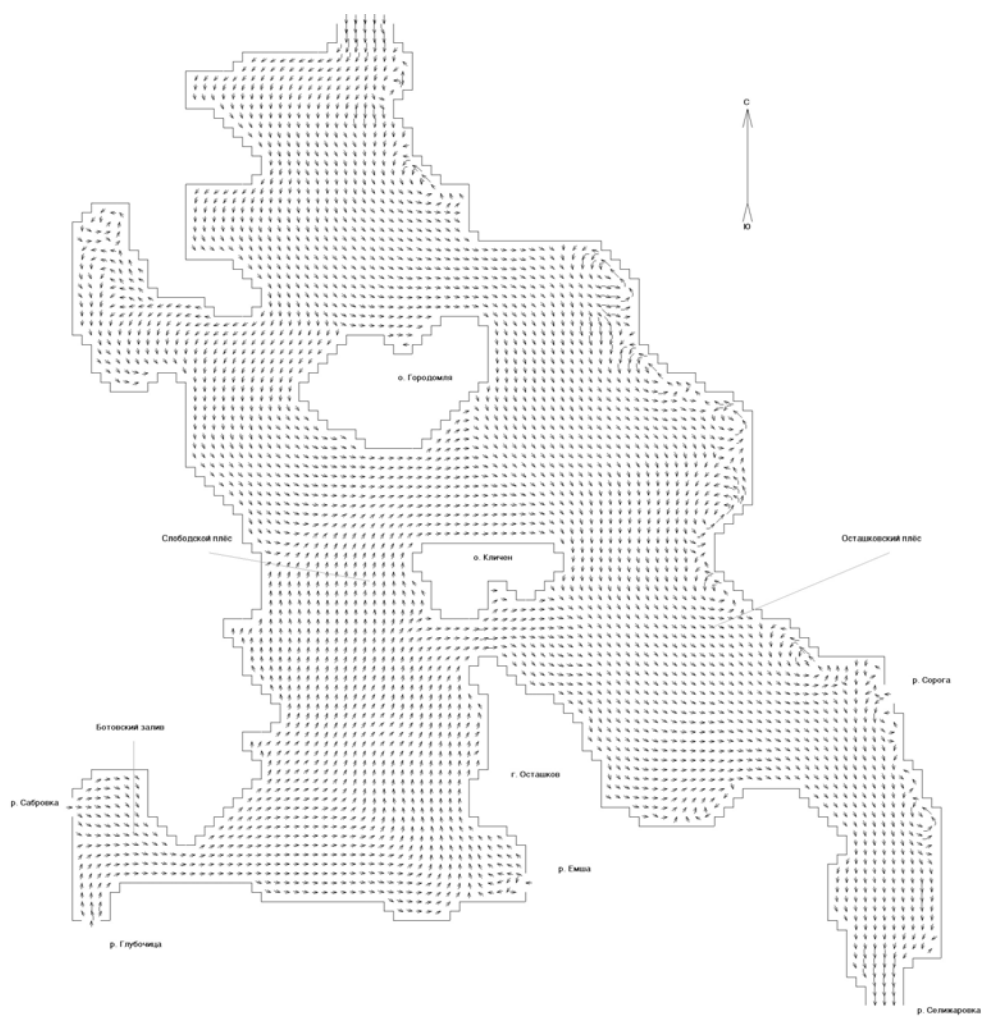 С
Ю
о. Городомля
Слободской плёс
о. Кличен
Осташковский плёс
р. Сорога
Ботовский залив
г. Осташков
р. Сабровка
р. Емша
р. Глубочица
р. Селижаровка